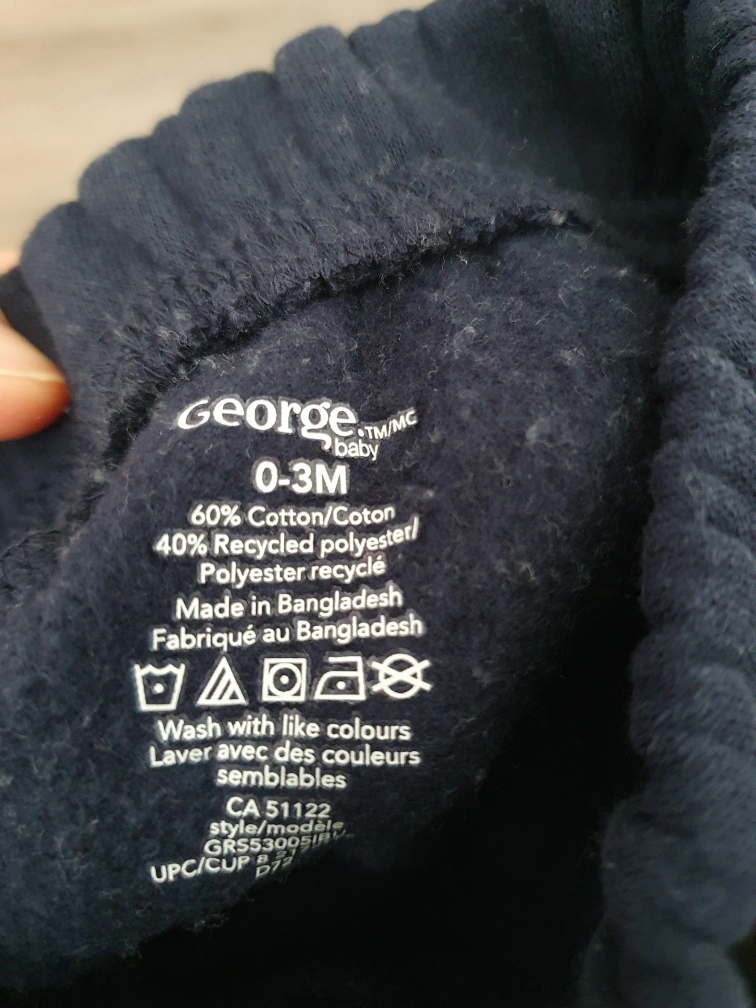 George.TM/MC
baby
0-3M
60% Cotton/Coton
40% Recycled polyester/
Polyester recyclé
Made in Bangladesh
Fabriqué au Bangladesh
Wash with like colours
Laver avec des couleurs
semblables
CA 51122
style/modèle
UPC/CUP 8